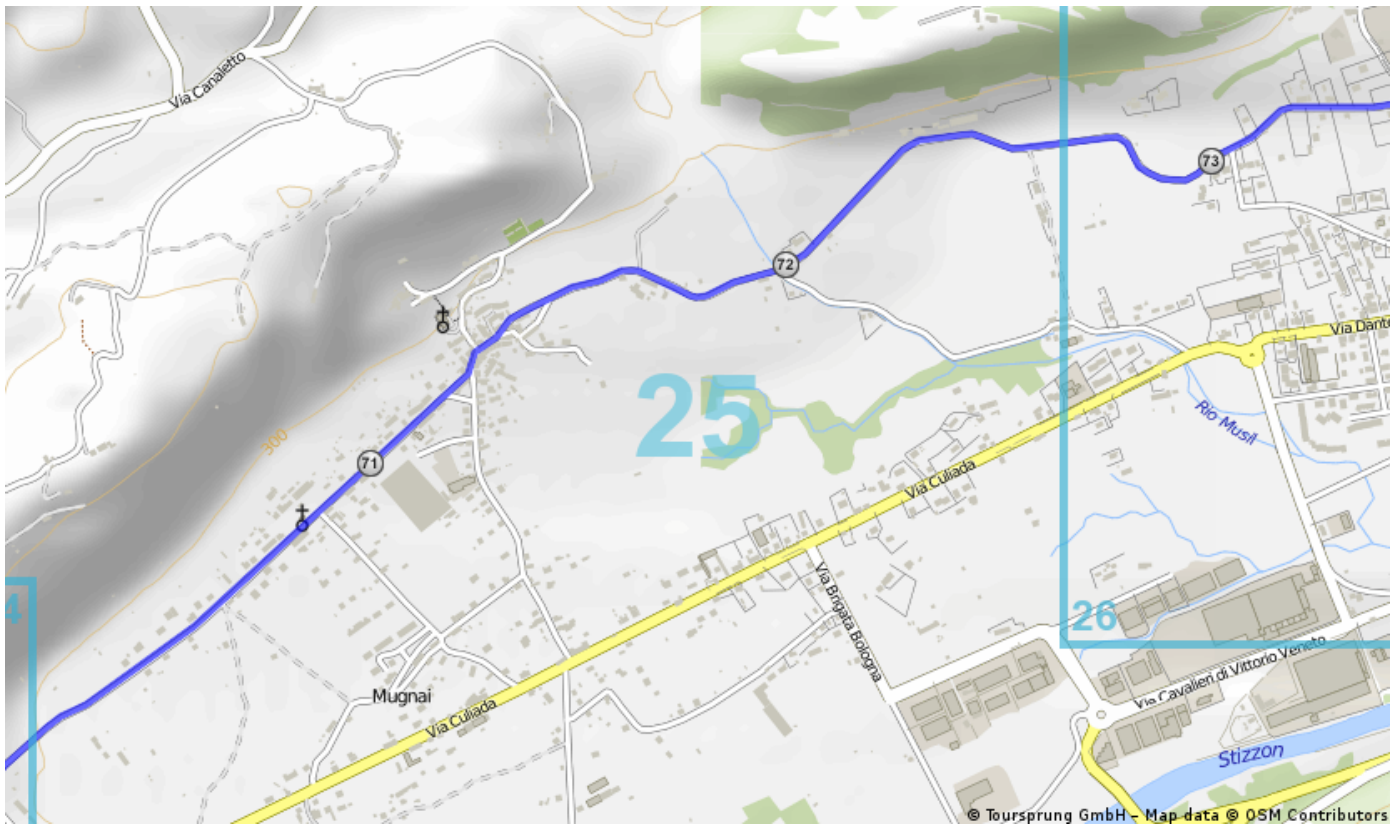 Via Canaletto
73
72
Via Dante
25
Rio Musil
300
71
Via Culiada
Via Brigata Bologna
4
26
Via Cavalieri di Vittorio Veneto
Mugnai
Via Culiada
Stizzon
© Toursprung GmbH – Map data © OSM Contributors